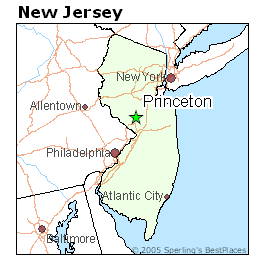 New Jersey
New York
Allentown
Princeton
Philadelphia
Atlantic City
Baltimore
© 2005 Sperling's BestPlaces